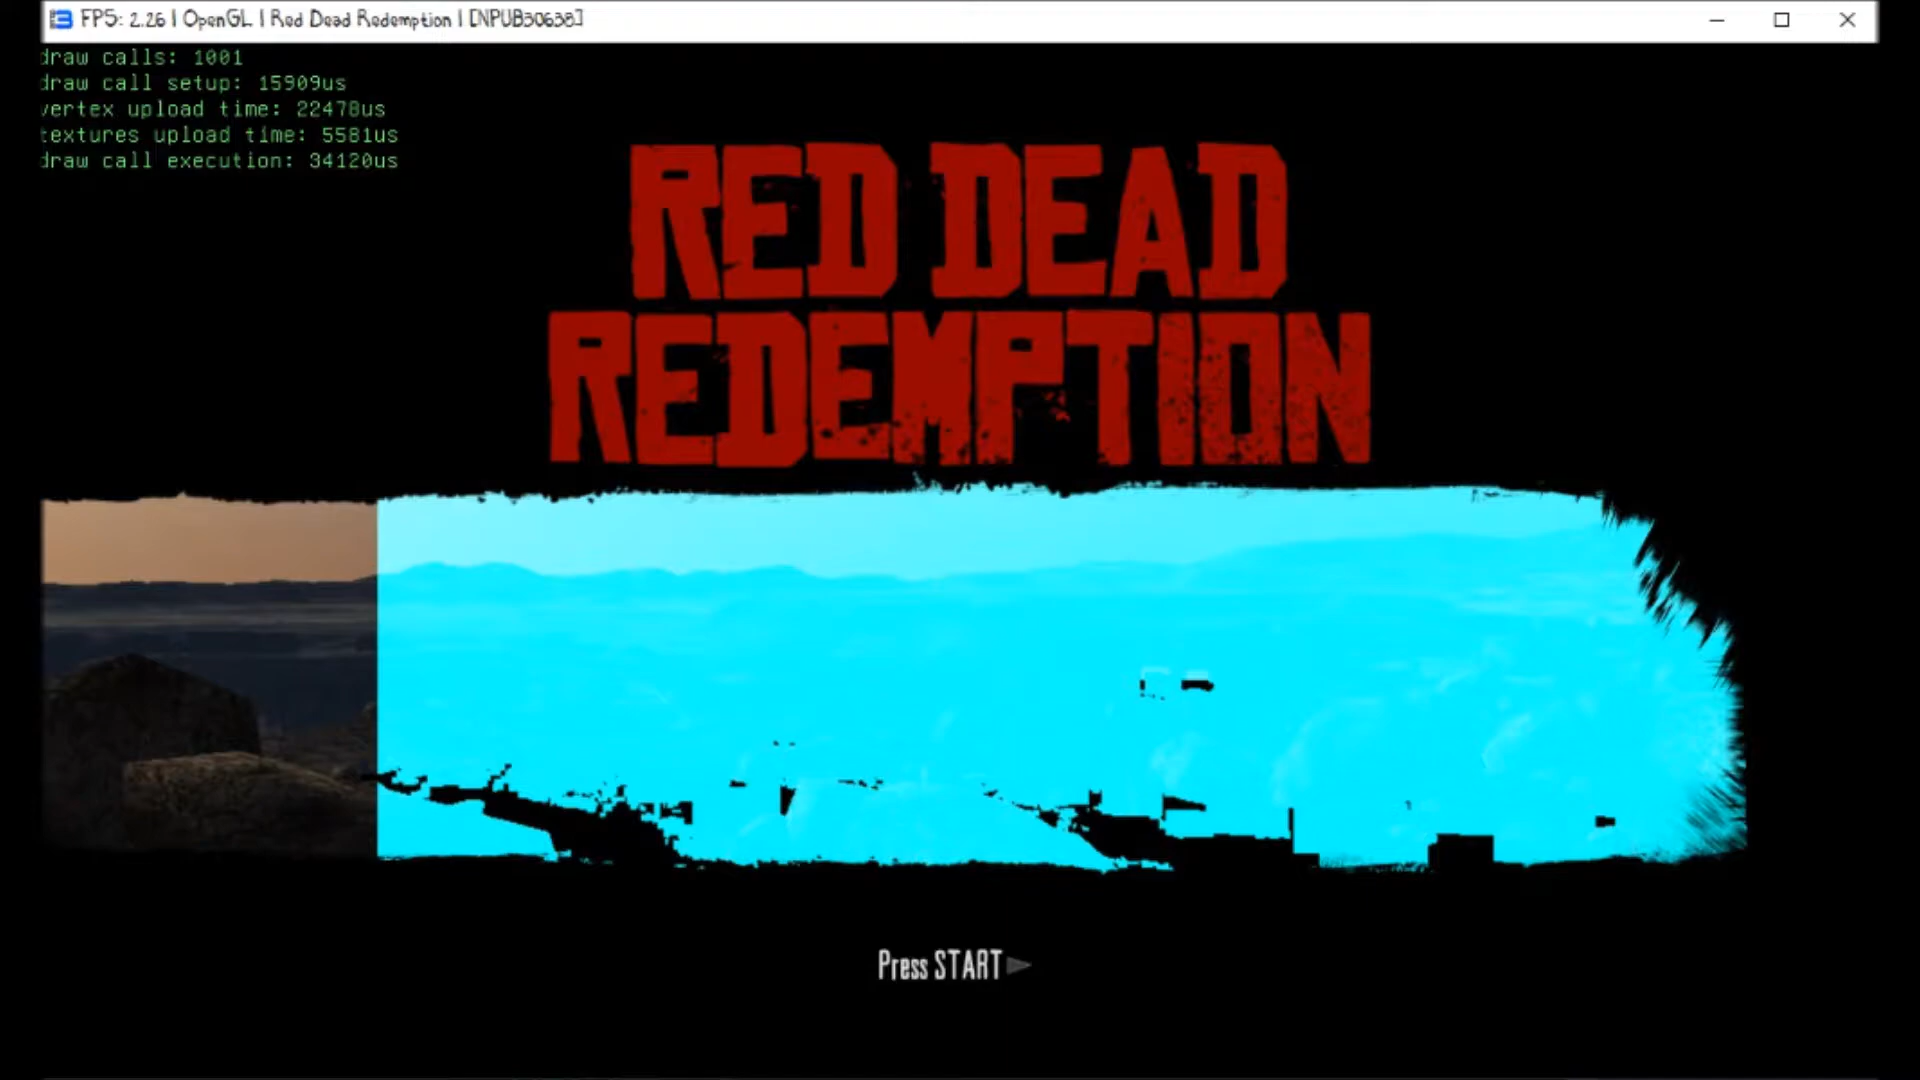 FPS: 2.26 | OpenGL | Red Dead Redemption | [NPUB30638]
draw calls: 1001
draw call setup: 15909us
vertex upload time: 22478us
textures upload time: 5581us
draw call execution: 34120us
RED DEAD
REDEMPTION
Press START